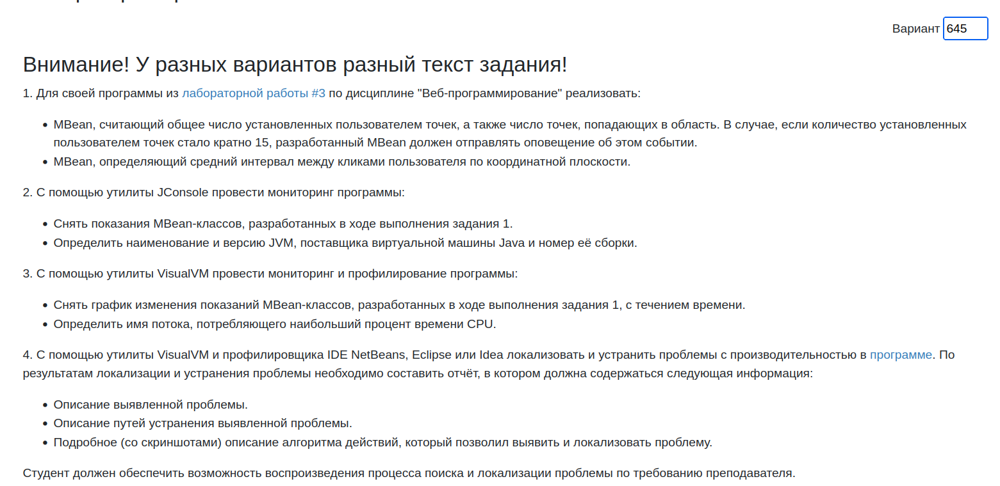 Вариант 645
Внимание! У разных вариантов разный текст задания!
1. Для своей программы из лабораторной работы #3 по дисциплине "Веб-программирование" реализовать:
• MBean, считающий общее число установленных пользователем точек, а также число точек, попадающих в область. В случае, если количество установленных
пользователем точек стало кратно 15, разработанный MBean должен отправлять оповещение об этом событии.
• MBean, определяющий средний интервал между кликами пользователя по координатной плоскости.
2. С помощью утилиты JConsole провести мониторинг программы:
• Снять показания MBean-классов, разработанных в ходе выполнения задания 1.
• Определить наименование и версию JVM, поставщика виртуальной машины Java и номер её сборки.
3. С помощью утилиты VisualVM провести мониторинг и профилирование программы:
• Снять график изменения показаний MBean-классов, разработанных в ходе выполнения задания 1, с течением времени.
• Определить имя потока, потребляющего наибольший процент времени CPU.
4. С помощью утилиты VisualVM и профилировщика IDE NetBeans, Eclipse или Idea локализовать и устранить проблемы с производительностью в программе. По
результатам локализации и устранения проблемы необходимо составить отчёт, в котором должна содержаться следующая информация:
• Описание выявленной проблемы.
• Описание путей устранения выявленной проблемы.
• Подробное (со скриншотами) описание алгоритма действий, который позволил выявить и локализовать проблему.
Студент должен обеспечить возможность воспроизведения процесса поиска и локализации проблемы по требованию преподавателя.